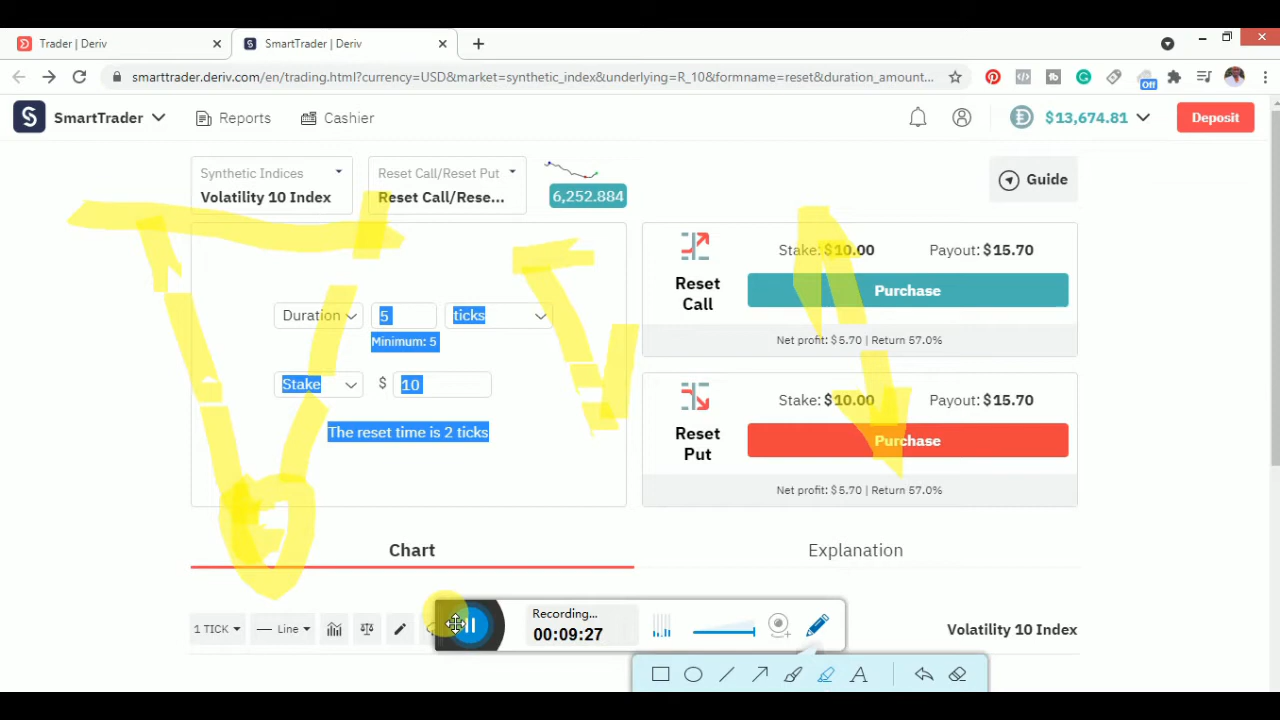 Trader | Deriv
SmartTrader | Deriv
smarttrader.deriv.com/en/trading.html?currency=USD&market=synthetic_index&underlying=R_10&formname=reset&duration_amount...
Off
SmartTrader
Reports
Cashier
$13,674.81
Deposit
Synthetic Indices
Volatility 10 Index
Reset Call/Reset Put
Reset Call/Rese...
6,252.884
Guide
Duration
5
ticks
Minimum: 5
Stake
$
10
The reset time is 2 ticks
Reset
Call
Stake: $10.00
Payout: $15.70
Purchase
Net profit: $ 5.70 | Return 57.0%
Reset
Put
Stake: $10.00
Payout: $15.70
Purchase
Net profit: $ 5.70 | Return 57.0%
Chart
Explanation
1 TICK
Line
Recording...
00:09:27
Volatility 10 Index
A